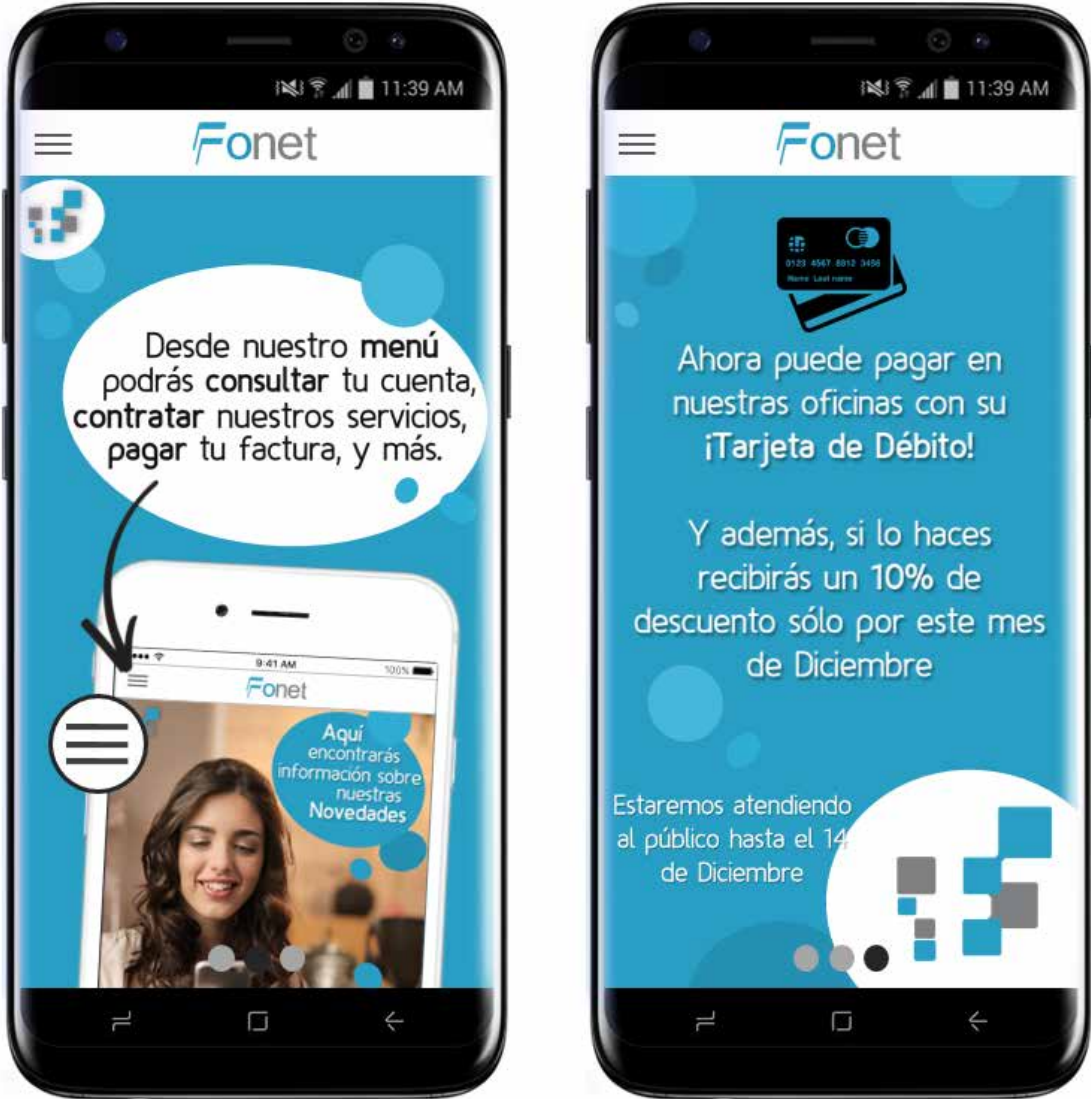 11:39 AM
Fonet
Desde nuestro menú
podrás consultar tu cuenta,
contratar nuestros servicios,
pagar tu factura, y más.
9:41 AM
100%
Fonet
Aquí
encontrarás
información sobre
nuestras
Novedades
11:39 AM
Fonet
0123 4567 8912 3456
Name Last name
Ahora puede pagar en
nuestras oficinas con su
¡Tarjeta de Débito!
Y además, si lo haces
recibirás un 10% de
descuento sólo por este mes
de Diciembre
Estaremos atendiendo
al público hasta el 14
de Diciembre